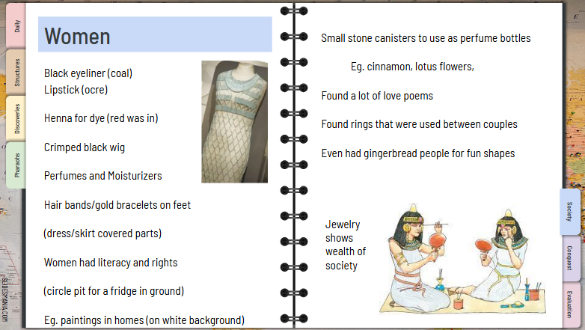 Women
Black eyeliner (coal)
Lipstick (ocre)
Henna for dye (red was in)
Crimped black wig
Perfumes and Moisturizers
Hair bands/gold bracelets on feet
(dress/skirt covered parts)
Women had literacy and rights
(circle pit for a fridge in ground)
Eg. paintings in homes (on white background)
Small stone canisters to use as perfume bottles
Eg. cinnamon, lotus flowers,
Found a lot of love poems
Found rings that were used between couples
Even had gingerbread people for fun shapes
Jewelry
shows
wealth of
society
Daily
Structures
Discoveries
Pharaohs
Society
Conquest
Evaluation